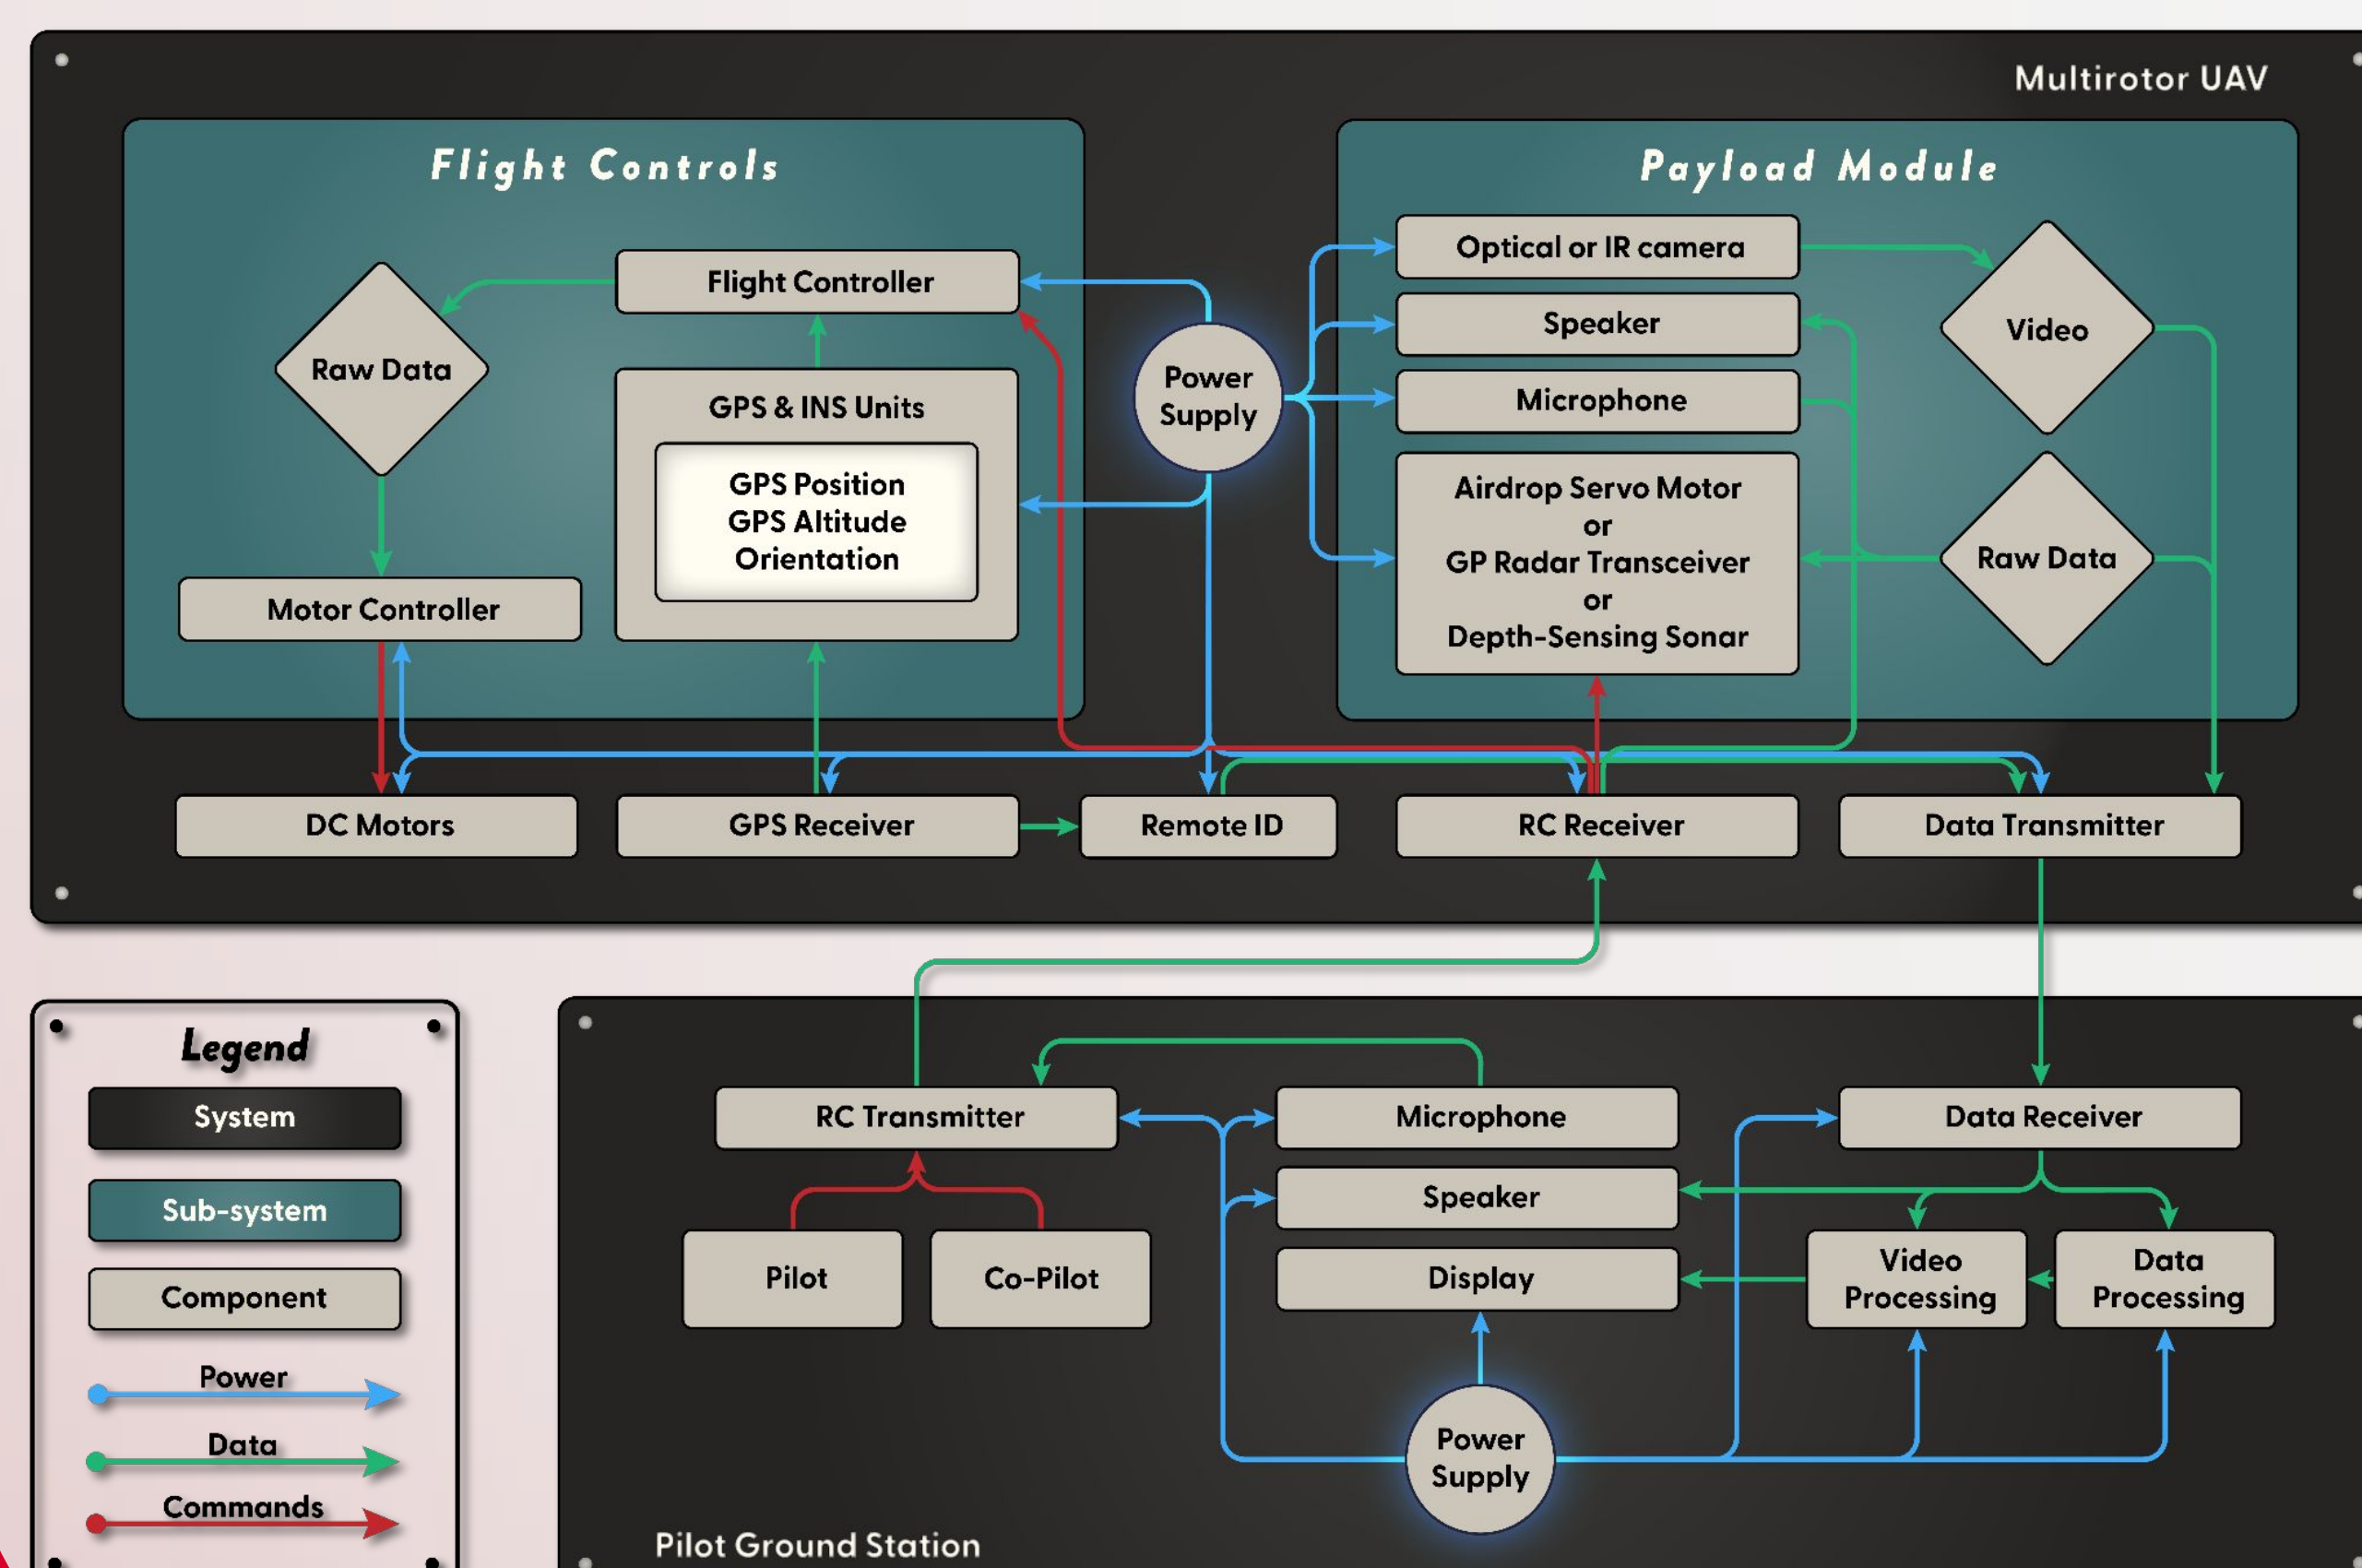 Multirotor UAV
Flight Controls
Flight Controller
Raw Data
GPS & INS Units
GPS Position
GPS Altitude
Orientation
Motor Controller
Power
Supply
Payload Module
Optical or IR camera
Speaker
Microphone
Airdrop Servo Motor
or
GP Radar Transceiver
or
Depth-Sensing Sonar
Video
Raw Data
DC Motors
GPS Receiver
Remote ID
RC Receiver
Data Transmitter
Legend
System
Sub-system
Component
Power
Data
Commands
RC Transmitter
Microphone
Data Receiver
Speaker
Pilot
Co-Pilot
Display
Video
Processing
Data
Processing
Power
Supply
Pilot Ground Station